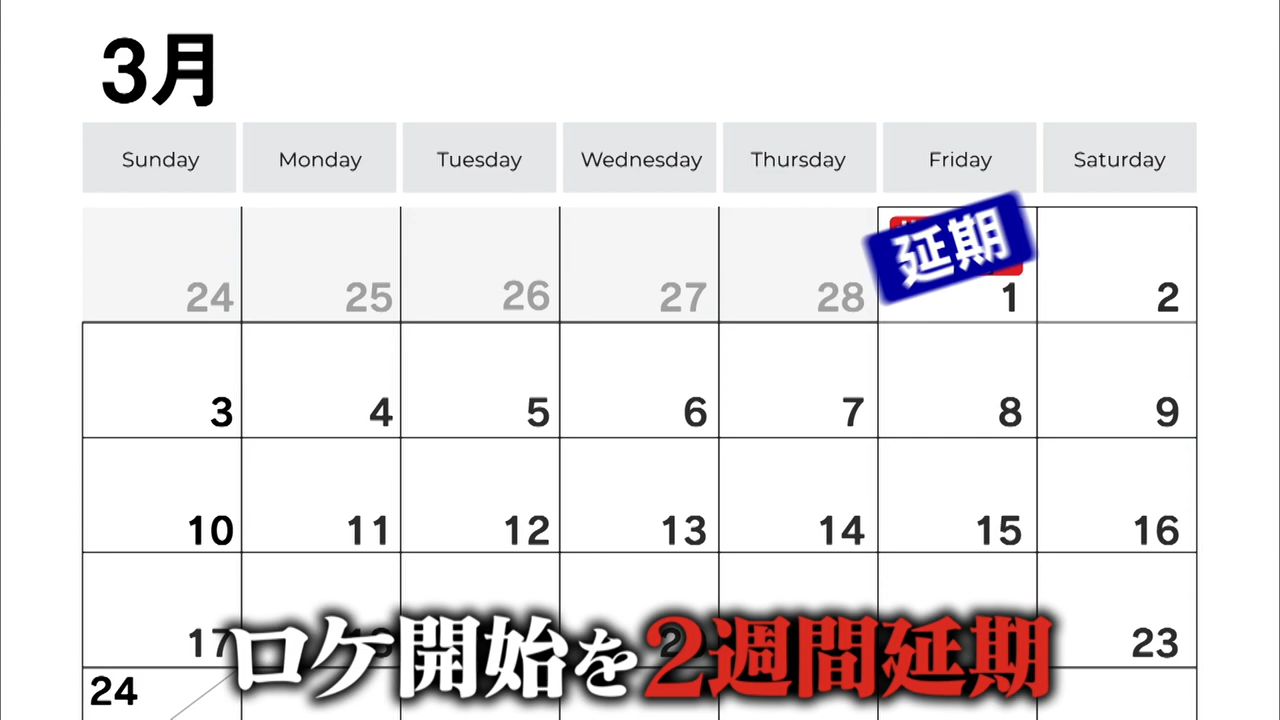 3月
Sunday Monday Tuesday Wednesday Thursday Friday Saturday
延期
24 25 26 27 28 1 2
3 4 5 6 7 8 9
10 11 12 13 14 15 16
17 23
ロケ開始を2週間延期
24